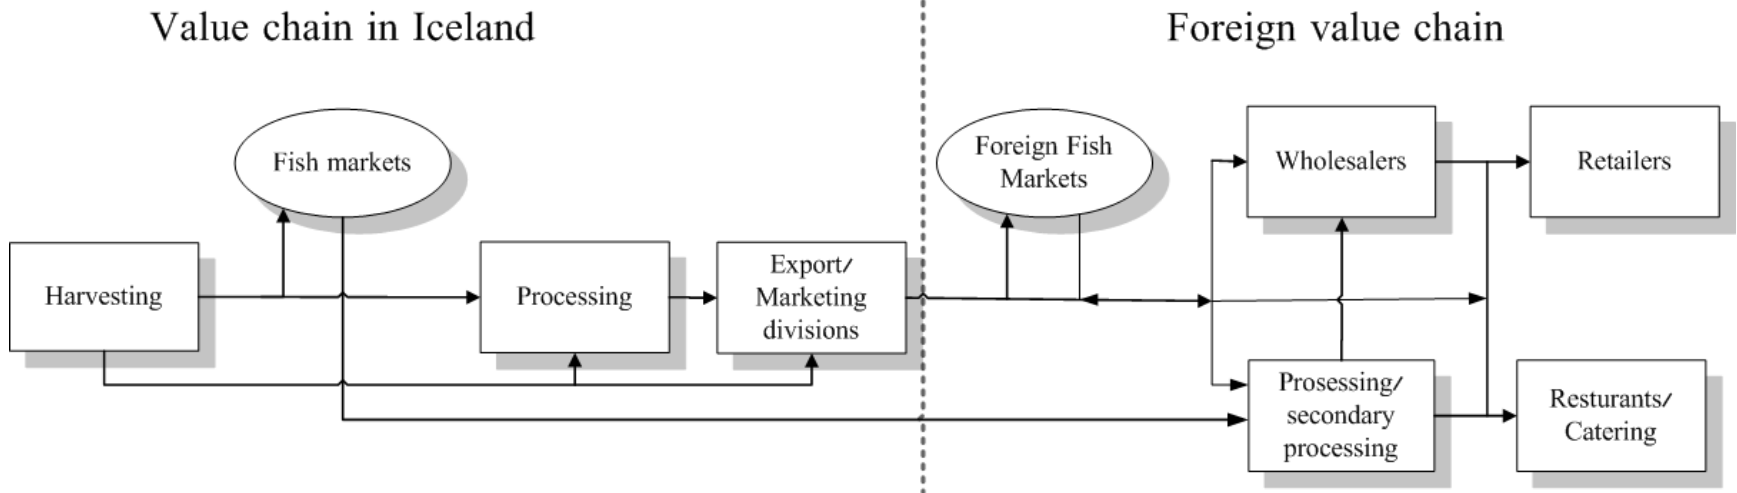 Value chain in Iceland
Foreign value chain
Fish markets
Foreign Fish
Markets
Wholesalers
Retailers
Harvesting
Processing
Export/
Marketing
divisions
Prosessing/
secondary
processing
Resturants/
Catering